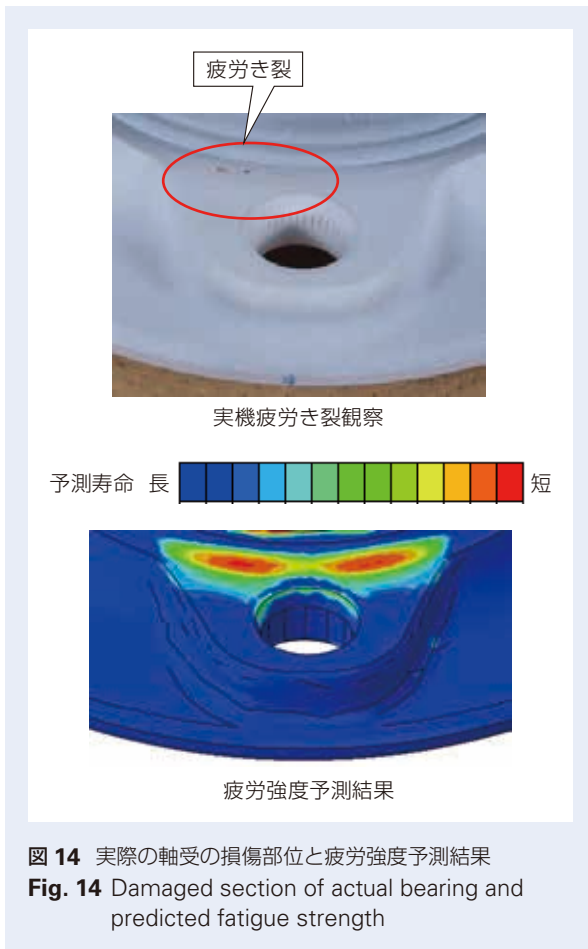 疲労き裂
実機疲労き裂観察
予測寿命 長 短
疲労強度予測結果
図 14 実際の軸受の損傷部位と疲労強度予測結果
Fig. 14 Damaged section of actual bearing and
predicted fatigue strength